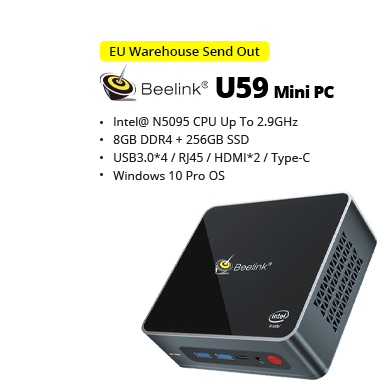 EU Warehouse Send Out
Beelink® U59 Mini PC
• Intel@ N5095 CPU Up To 2.9GHz
• 8GB DDR4 + 256GB SSD
• USB3.0*4 / RJ45 / HDMI*2 / Type-C
• Windows 10 Pro OS
Beelink®
intel